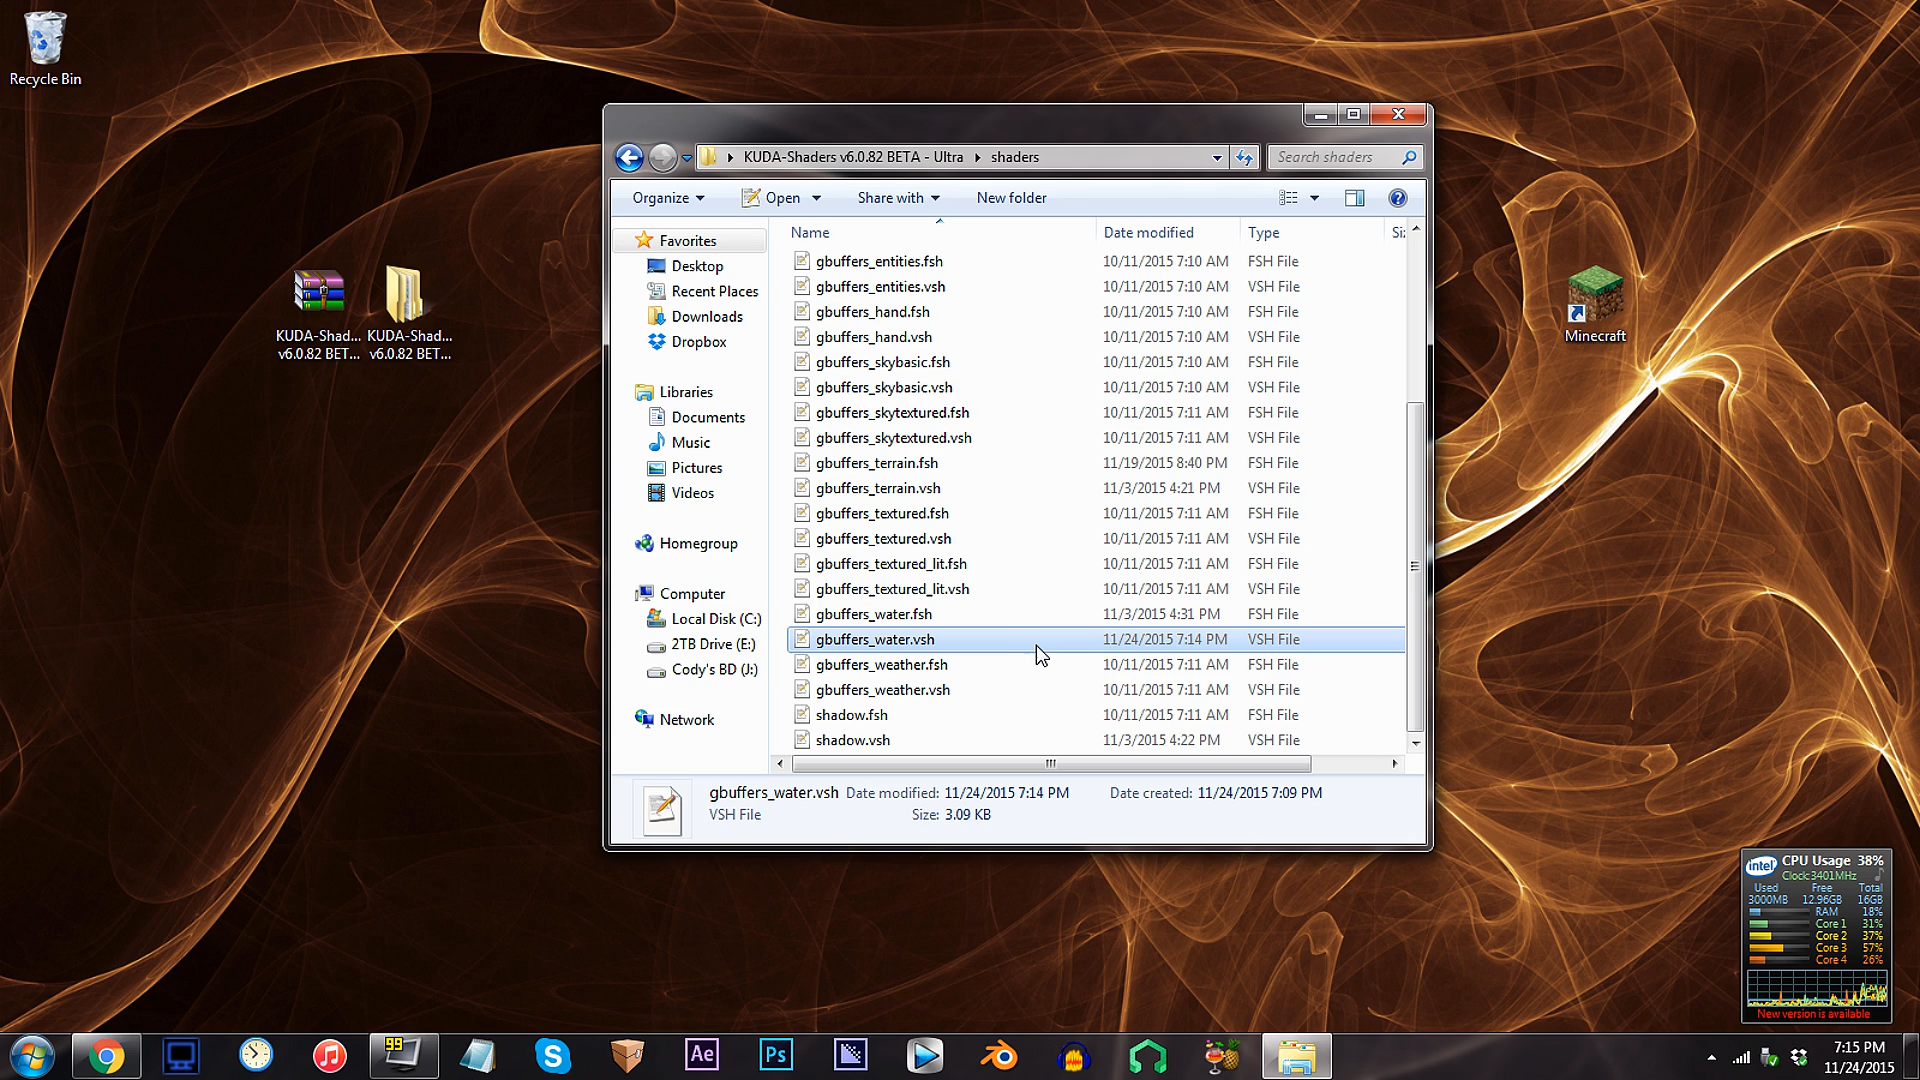 Recycle Bin
KUDA-Shad...
v6.0.82 BET...
KUDA-Shad...
v6.0.82 BET...
Minecraft
KUDA-Shaders v6.0.82 BETA - Ultra
shaders
Search shaders
Organize
Open
Share with
New folder
Favorites
Desktop
Recent Places
Downloads
Dropbox
Libraries
Documents
Music
Pictures
Videos
Homegroup
Computer
Local Disk (C:)
2TB Drive (E:)
Cody's BD (J:)
Network
Name Date modified Type Si
gbuffers_entities.fsh 10/11/2015 7:10 AM FSH File
gbuffers_entities.vsh 10/11/2015 7:10 AM VSH File
gbuffers_hand.fsh 10/11/2015 7:10 AM FSH File
gbuffers_hand.vsh 10/11/2015 7:10 AM VSH File
gbuffers_skybasic.fsh 10/11/2015 7:10 AM FSH File
gbuffers_skybasic.vsh 10/11/2015 7:10 AM VSH File
gbuffers_skytextured.fsh 10/11/2015 7:11 AM FSH File
gbuffers_skytextured.vsh 10/11/2015 7:11 AM VSH File
gbuffers_terrain.fsh 11/19/2015 8:40 PM FSH File
gbuffers_terrain.vsh 11/3/2015 4:21 PM VSH File
gbuffers_textured.fsh 10/11/2015 7:11 AM FSH File
gbuffers_textured.vsh 10/11/2015 7:11 AM VSH File
gbuffers_textured_lit.fsh 10/11/2015 7:11 AM FSH File
gbuffers_textured_lit.vsh 10/11/2015 7:11 AM VSH File
gbuffers_water.fsh 11/3/2015 4:31 PM FSH File
gbuffers_water.vsh 11/24/2015 7:14 PM VSH File
gbuffers_weather.fsh 10/11/2015 7:11 AM FSH File
gbuffers_weather.vsh 10/11/2015 7:11 AM VSH File
shadow.fsh 10/11/2015 7:11 AM FSH File
shadow.vsh 11/3/2015 4:22 PM VSH File
gbuffers_water.vsh Date modified: 11/24/2015 7:14 PM Date created: 11/24/2015 7:09 PM
VSH File Size: 3.09 KB
intel CPU Usage 38%
Clock:3401MHz
Used Free Total
3000MB 12.96GB 16GB
RAM 18%
Core 1 31%
Core 2 37%
Core 3 57%
Core 4 26%
New version is available
99
Ae
Ps
7:15 PM
11/24/2015